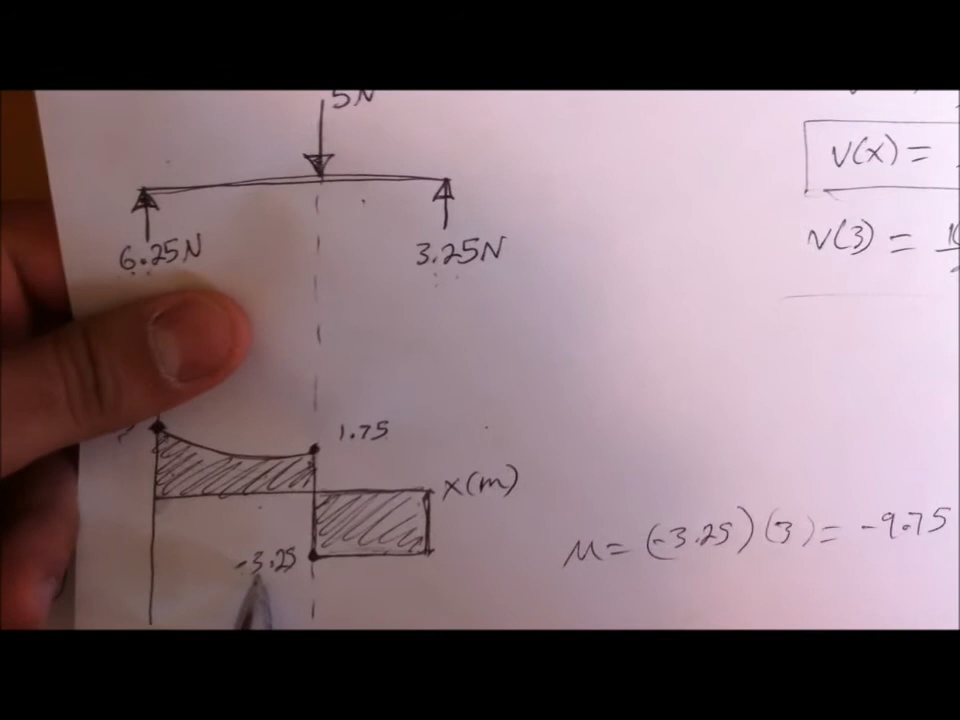 5N
V(x) =
6.25N
3.25N
V(3) =
1.75
x(m)
-3.25
M = (-3.25)(3) = -9.75